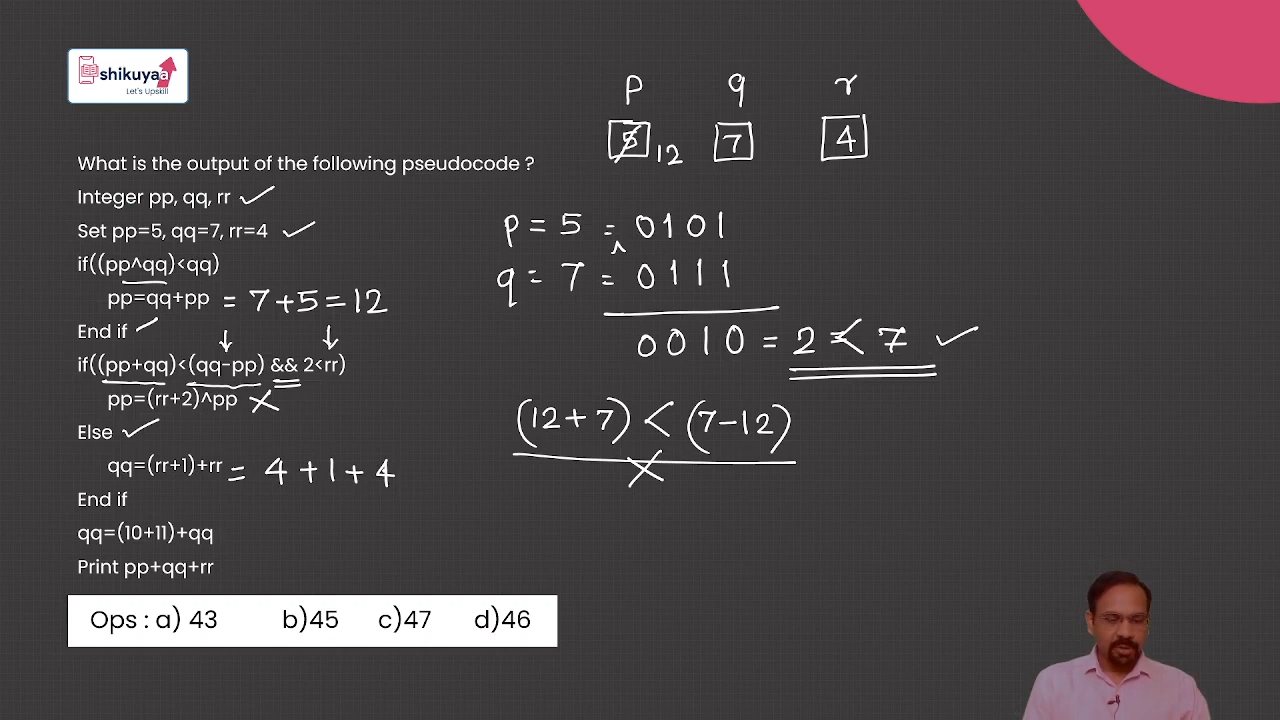 shikuyaa
Let's Upskill
p q r
5 12 7 4
What is the output of the following pseudocode ?
Integer pp, qq, rr ✓
Set pp=5, qq=7, rr=4 ✓
if((pp^qq)<qq)
pp=qq+pp = 7+5=12
End if ✓
if((pp+qq)<(qq-pp) && 2<rr)
pp=(rr+2)^pp ✗
Else ✓
qq=(rr+1)+rr = 4+1+4
End if
qq=(10+11)+qq
Print pp+qq+rr
p = 5 = 0101
^
q = 7 = 0111
0010 = 2 < 7 ✓
(12+7) < (7-12)
✗
Ops : a) 43 b)45 c)47 d)46